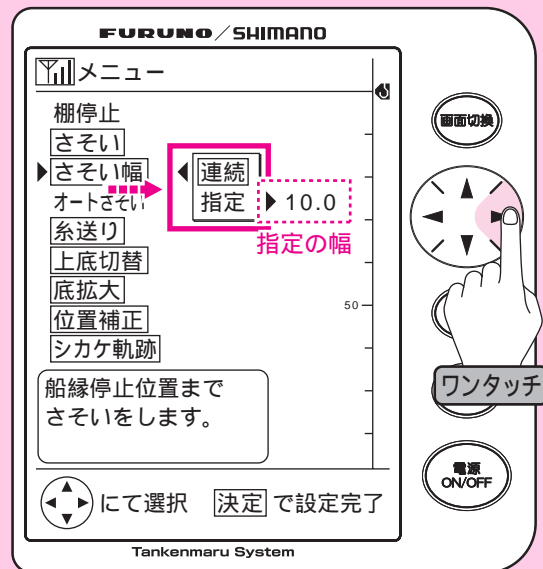 FURUNO/SHIMANO
メニュー
画面切換
棚停止
さそい
さそい幅
連続
オートさそい
指定
10.0
指定の幅
糸送り
上底切替
底拡大
50
位置補正
シカケ軌跡
ワンタッチ
船縁停止位置まで
さそいをします。
電源
ON/OFF
にて選択 決定 で設定完了
Tankenmaru System